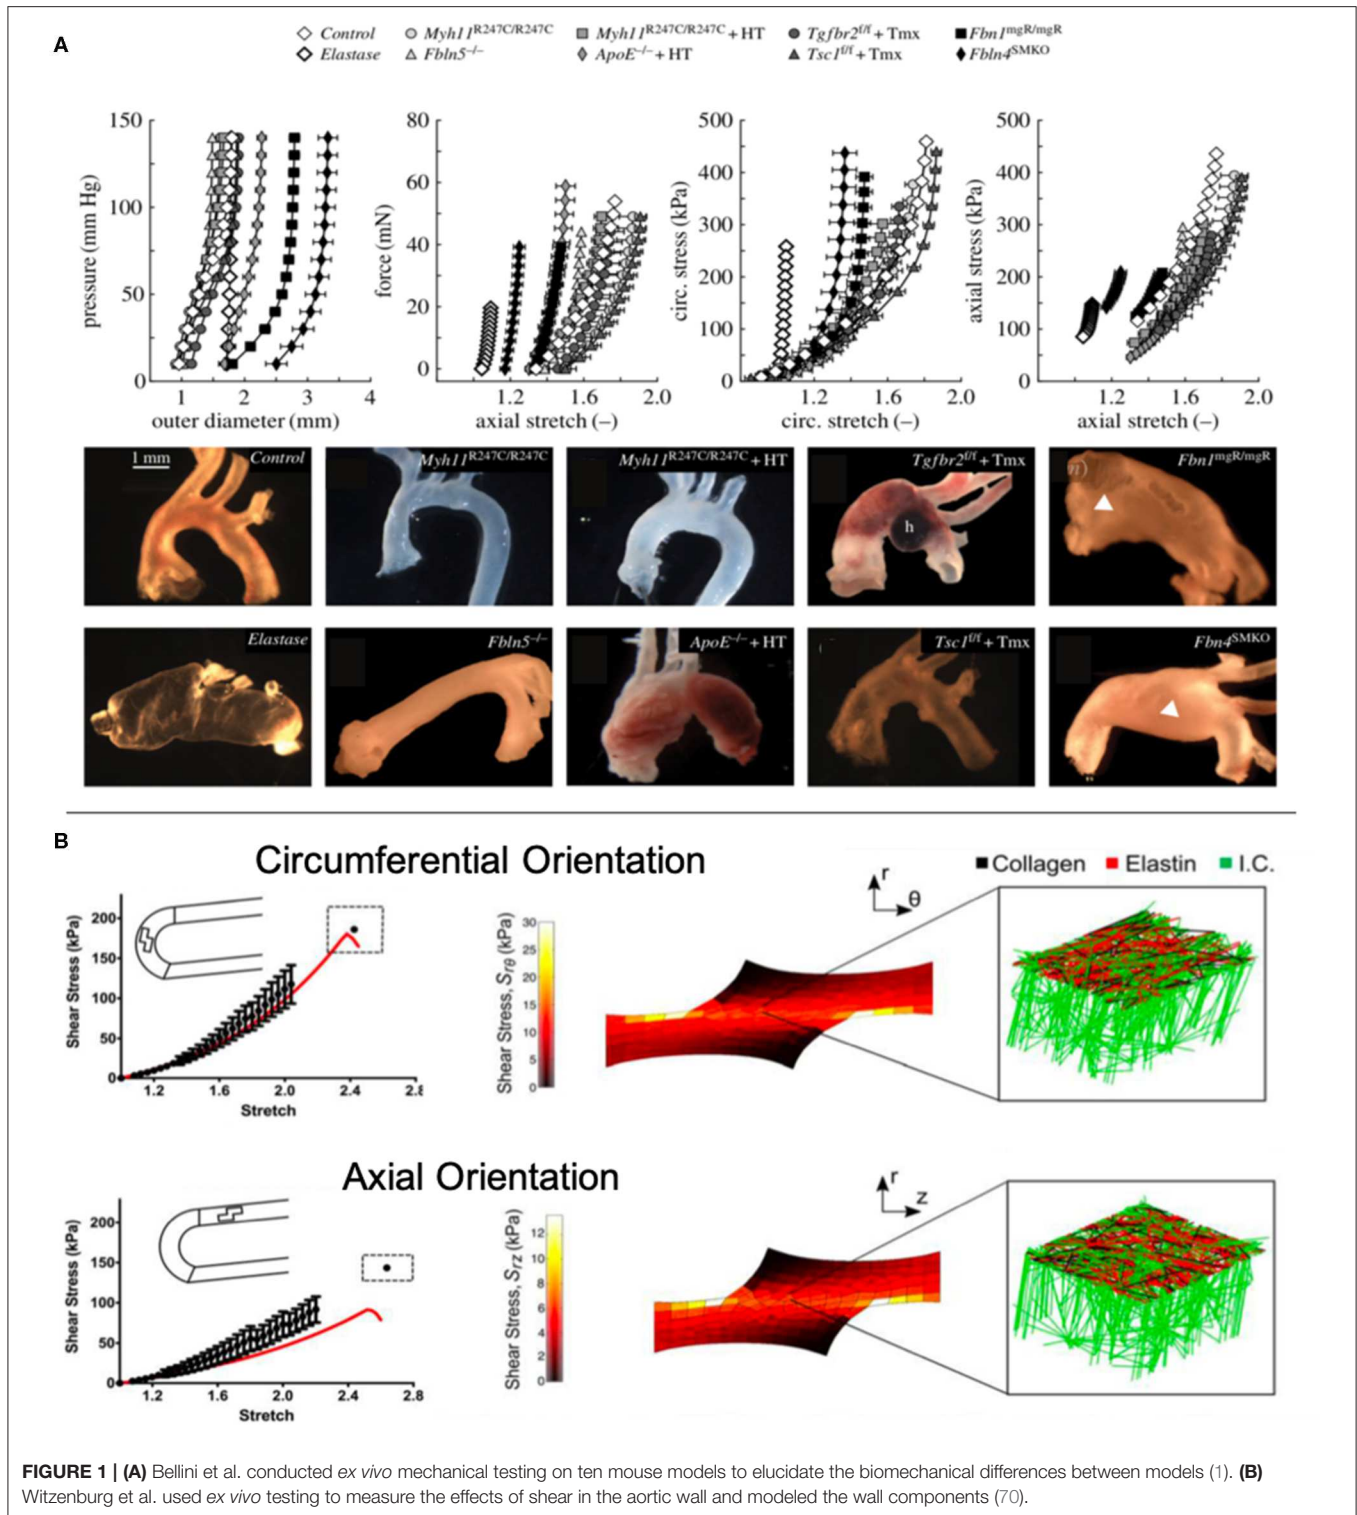 A
Control
Myh11R247C/R247C
Myh11R247C/R247C + HT
Tgfbr2f/f + Tmx
Fbn1mgR/mgR
Elastase
Fbln5–/–
ApoE–/– + HT
Tsc1f/f + Tmx
Fbln4SMKO
150
100
50
0
pressure (mm Hg)
1 2 3 4
outer diameter (mm)
80
60
40
20
0
force (mN)
1.2 1.6 2.0
axial stretch (–)
500
400
300
200
100
0
circ. stress (kPa)
1.2 1.6 2.0
circ. stretch (–)
500
400
300
200
100
0
axial stress (kPa)
1.2 1.6 2.0
axial stretch (–)
1 mm
Control
Myh11R247C/R247C
Myh11R247C/R247C + HT
Tgfbr2f/f + Tmx
h
n)
Fbn1mgR/mgR
Elastase
Fbln5–/–
ApoE–/– + HT
Tsc1f/f + Tmx
Fbn4SMKO
B
Circumferential Orientation
Collagen Elastin I.C.
200
150
100
50
0
Shear Stress (kPa)
1.2 1.6 2.0 2.4 2.8
Stretch
30
25
20
15
10
5
0
Shear Stress, Srθ (kPa)
r
θ
Axial Orientation
200
150
100
50
0
Shear Stress (kPa)
1.2 1.6 2.0 2.4 2.8
Stretch
12
10
8
6
4
2
0
Shear Stress, Srz (kPa)
r
z
FIGURE 1 | (A) Bellini et al. conducted ex vivo mechanical testing on ten mouse models to elucidate the biomechanical differences between models (1). (B)
Witzenburg et al. used ex vivo testing to measure the effects of shear in the aortic wall and modeled the wall components (70).